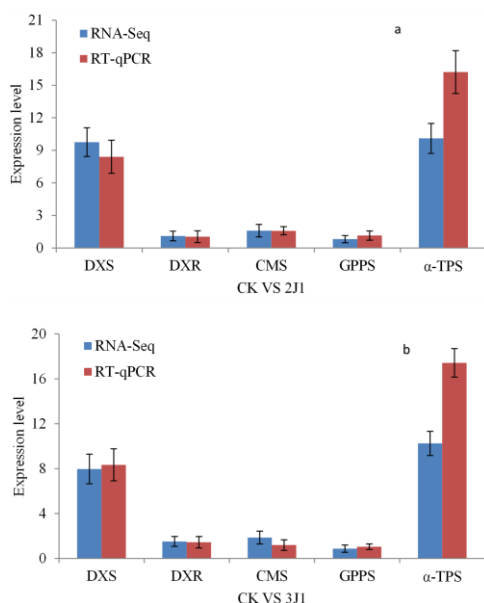 a
RNA-Seq
RT-qPCR
Expression level
21
18
15
12
9
6
3
0
DXS DXR CMS GPPS α-TPS
CK VS 2J1
b
RNA-Seq
RT-qPCR
Expression level
20
16
12
8
4
0
DXS DXR CMS GPPS α-TPS
CK VS 3J1